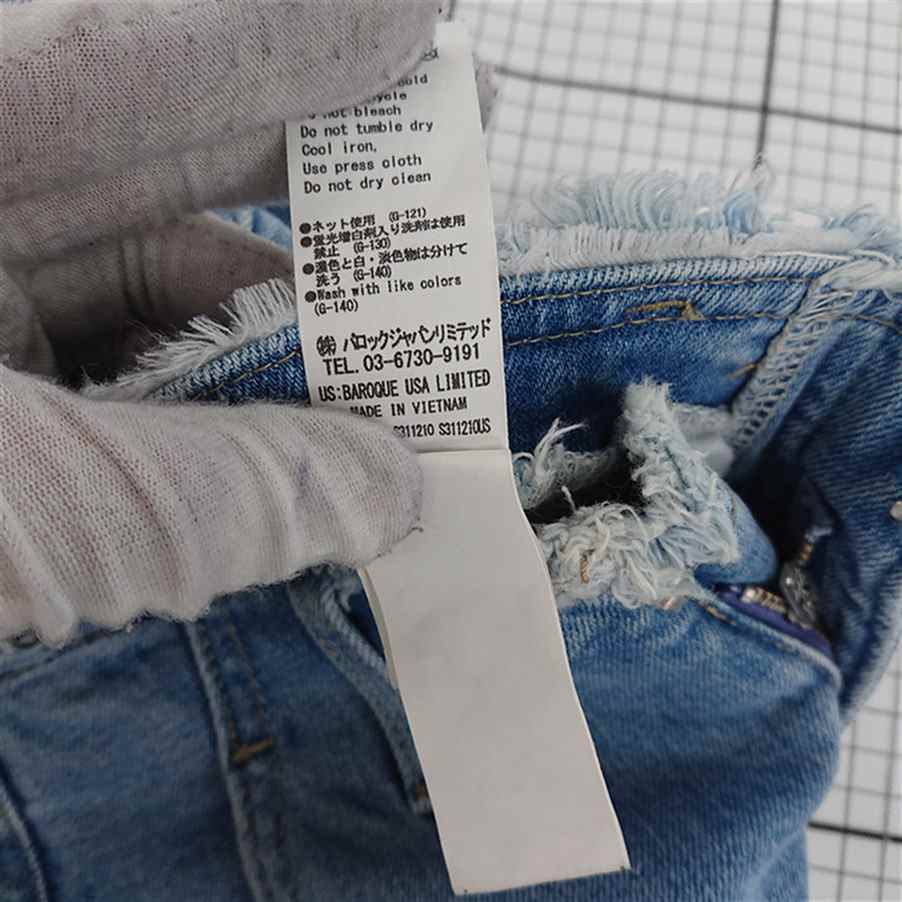 cold
cycle
not bleach
Do not tumble dry
Cool iron,
Use press cloth
Do not dry clean
●ネット使用 (G-121)
●蛍光増白剤入り洗剤は使用
禁止 (G-130)
●濃色と白・淡色物は分けて
洗う (G-140)
●Wash with like colors
(G-140)
㈱ バロックジャパンリミテッド
TEL. 03-6730-9191
US:BAROQUE USA LIMITED
MADE IN VIETNAM
S311210 S311210US